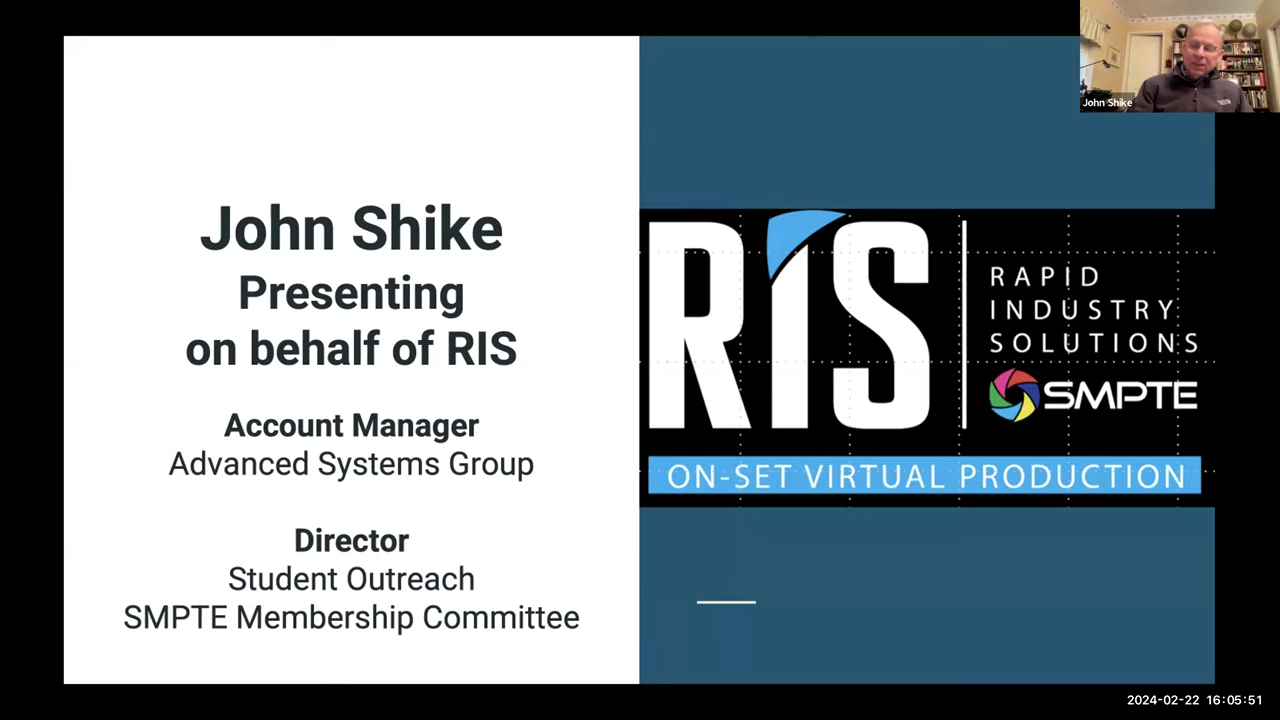 John Shike
Presenting
on behalf of RIS
Account Manager
Advanced Systems Group
Director
Student Outreach
SMPTE Membership Committee
RIS
RAPID
INDUSTRY
SOLUTIONS
SMPTE
ON-SET VIRTUAL PRODUCTION
John Shike
2024-02-22 16:05:51